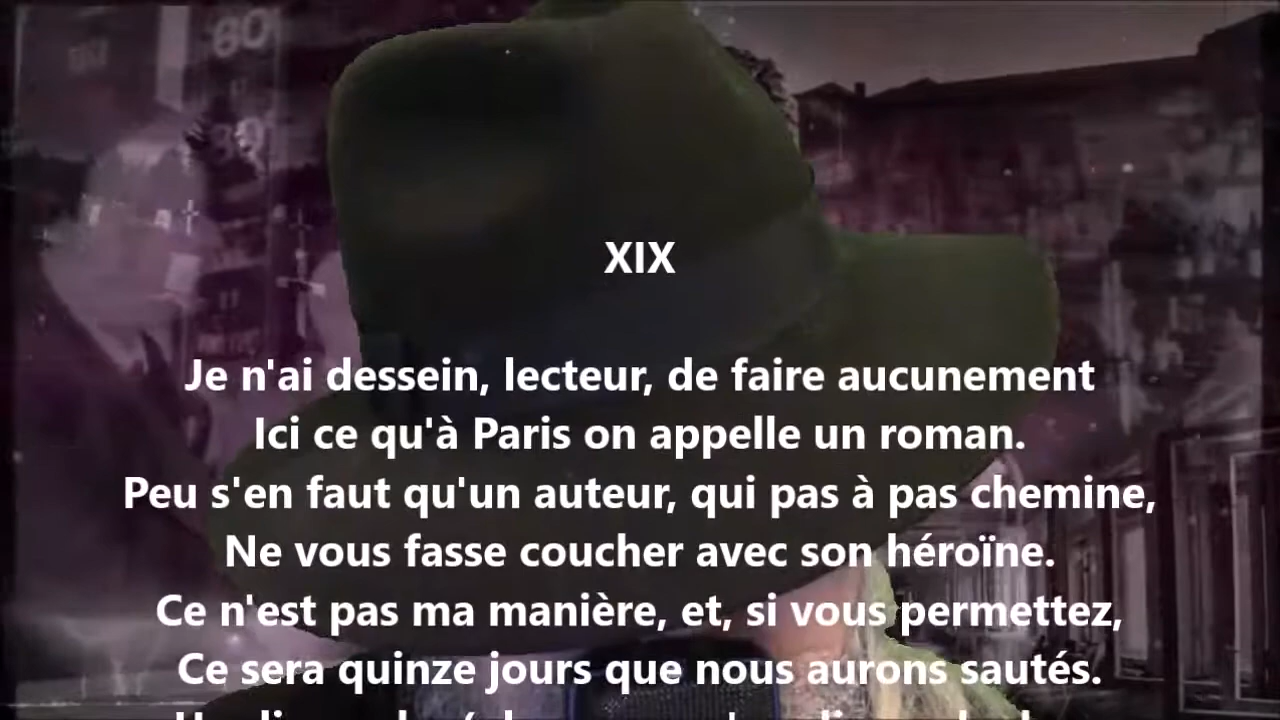 80
XIX
Je n'ai dessein, lecteur, de faire aucunement
Ici ce qu'à Paris on appelle un roman.
Peu s'en faut qu'un auteur, qui pas à pas chemine,
Ne vous fasse coucher avec son héroïne.
Ce n'est pas ma manière, et, si vous permettez,
Ce sera quinze jours que nous aurons sautés.